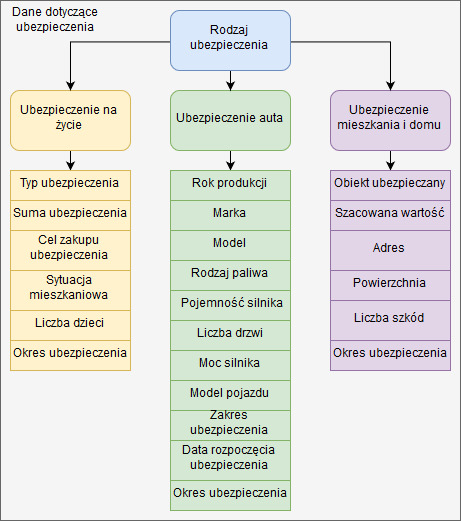 Dane dotyczące
ubezpieczenia
Rodzaj
ubezpieczenia
Ubezpieczenie na
życie
Typ ubezpieczenia
Suma ubezpieczenia
Cel zakupu
ubezpieczenia
Sytuacja
mieszkaniowa
Liczba dzieci
Okres ubezpieczenia
Ubezpieczenie auta
Rok produkcji
Marka
Model
Rodzaj paliwa
Pojemność silnika
Liczba drzwi
Moc silnika
Model pojazdu
Zakres
ubezpieczenia
Data rozpoczęcia
ubezpieczenia
Okres ubezpieczenia
Ubezpieczenie
mieszkania i domu
Obiekt ubezpieczany
Szacowana wartość
Adres
Powierzchnia
Liczba szkód
Okres ubezpieczenia